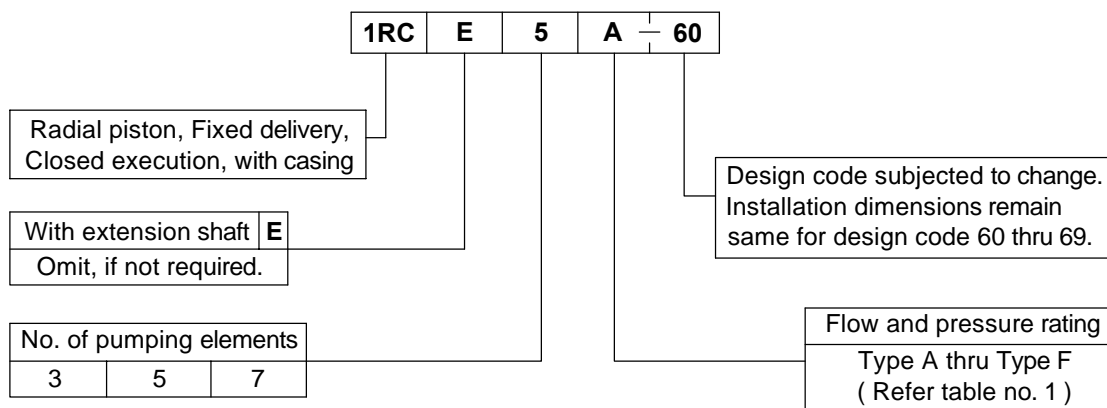 1RC E 5 A - 60
Radial piston, Fixed delivery,
Closed execution, with casing
With extension shaft E
Omit, if not required.
No. of pumping elements
3 5 7
Design code subjected to change.
Installation dimensions remain
same for design code 60 thru 69.
Flow and pressure rating
Type A thru Type F
( Refer table no. 1 )